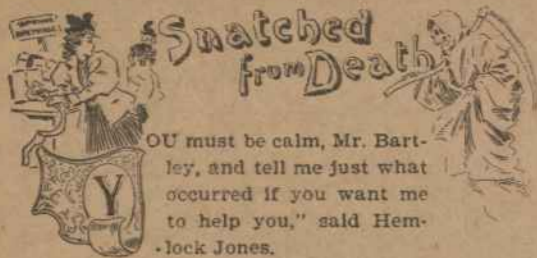 Snatched
from Death
YOU must be calm, Mr. Bart-
ley, and tell me just what
occurred if you want me
to help you," said Hem-
lock Jones.